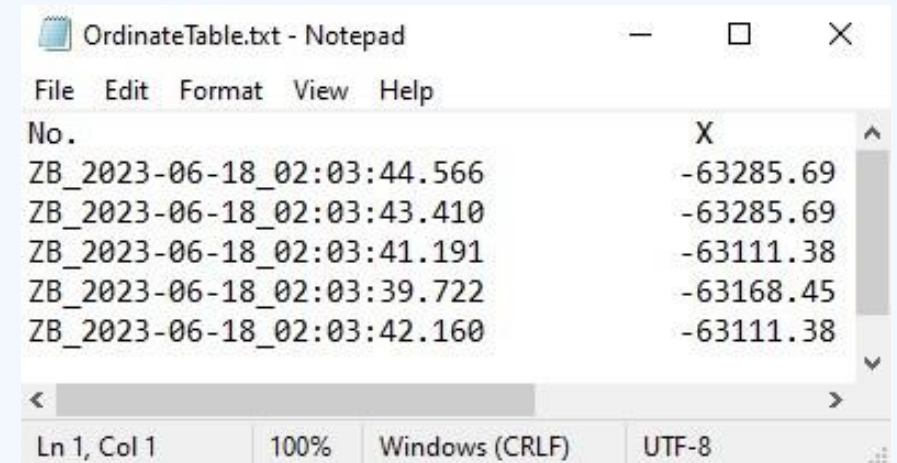 OrdinateTable.txt - Notepad
File Edit Format View Help
No. X
ZB_2023-06-18_02:03:44.566 -63285.69
ZB_2023-06-18_02:03:43.410 -63285.69
ZB_2023-06-18_02:03:41.191 -63111.38
ZB_2023-06-18_02:03:39.722 -63168.45
ZB_2023-06-18_02:03:42.160 -63111.38
Ln 1, Col 1 100% Windows (CRLF) UTF-8